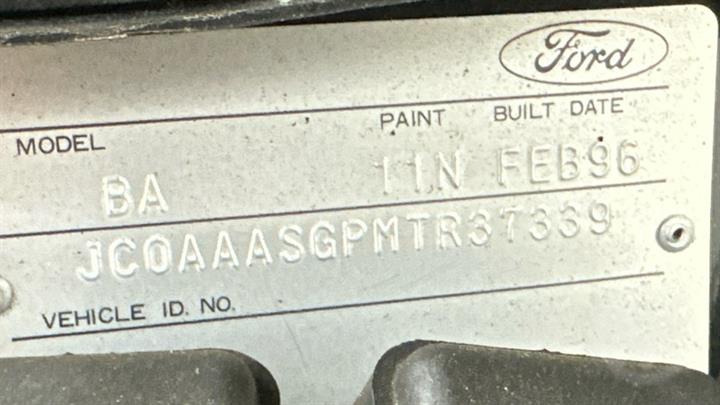 Ford
MODEL PAINT BUILT DATE
BA 11N FEB96
JC0AAASGPMTR37339
VEHICLE ID. NO.